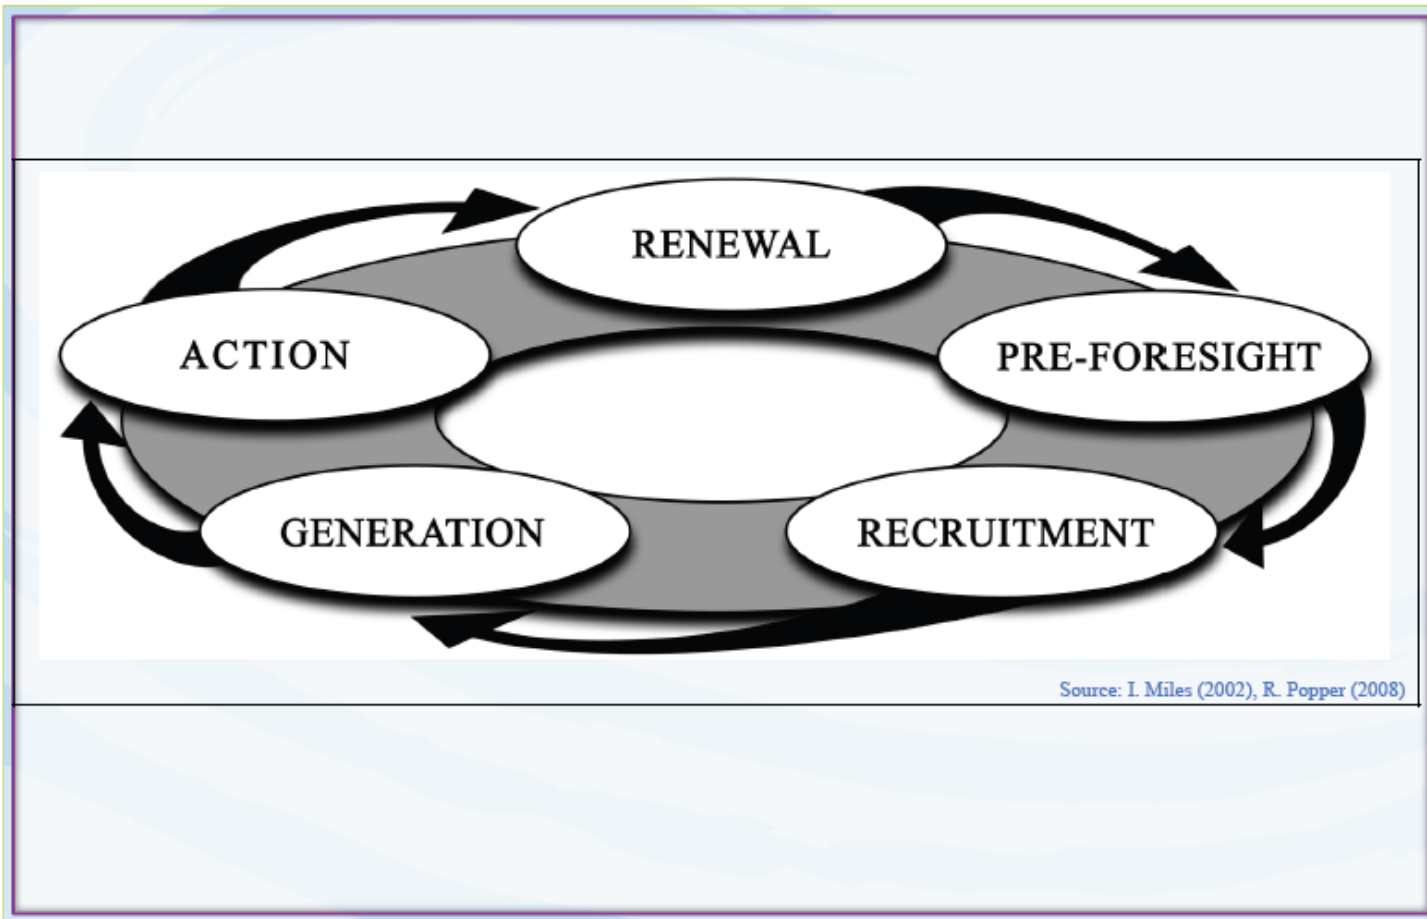 RENEWAL
ACTION
PRE-FORESIGHT
GENERATION
RECRUITMENT
Source: I. Miles (2002), R. Popper (2008)